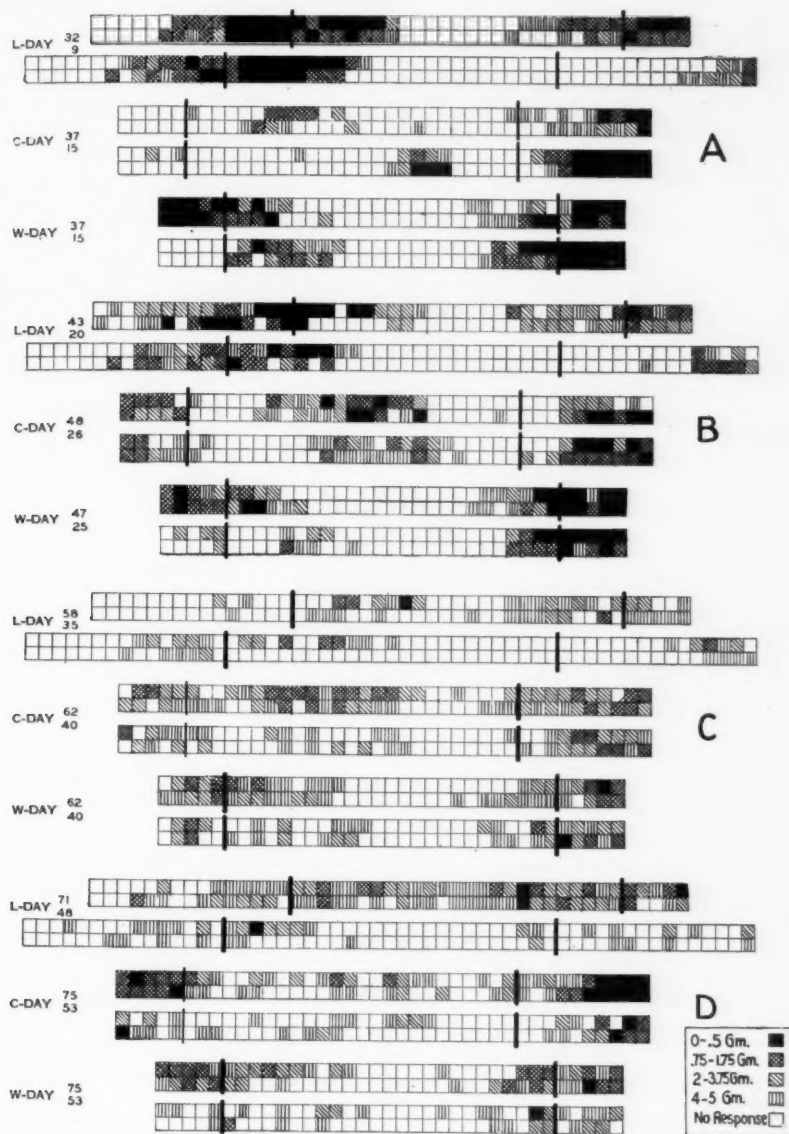 L-DAY 32
9
C-DAY 37
15
A
W-DAY 37
15
L-DAY 43
20
C-DAY 48
26
B
W-DAY 47
25
L-DAY 58
35
C-DAY 62
40
C
W-DAY 62
40
L-DAY 71
48
C-DAY 75
53
D
W-DAY 75
53
0-.5 Gm.
.75-1.75 Gm.
2-3.75 Gm.
4-5 Gm.
No Response